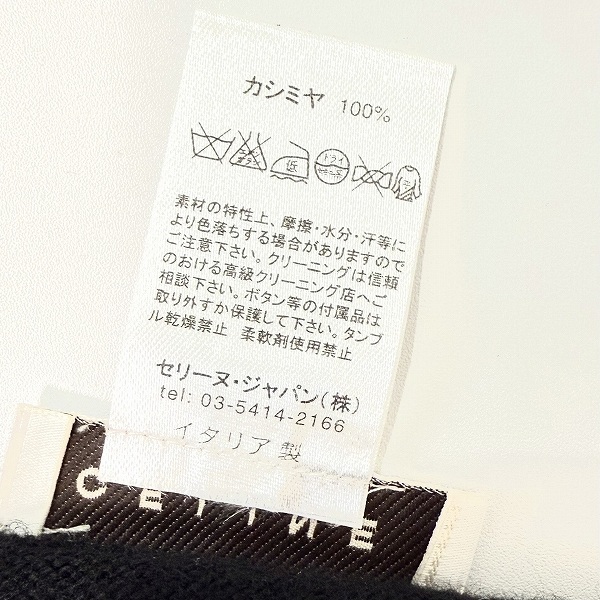 カシミヤ 100%
低
ドライ
素材の特性上、摩擦・水分・汗等に
より色落ちする場合がありますので
ご注意下さい。クリーニングは信頼
のおける高級クリーニング店へご
相談下さい。ボタン等の付属品は
取り外すか保護して下さい。タンブ
ル乾燥禁止 柔軟剤使用禁止
セリーヌ・ジャパン(株)
tel: 03-5414-2166
イタリア製
CELINE